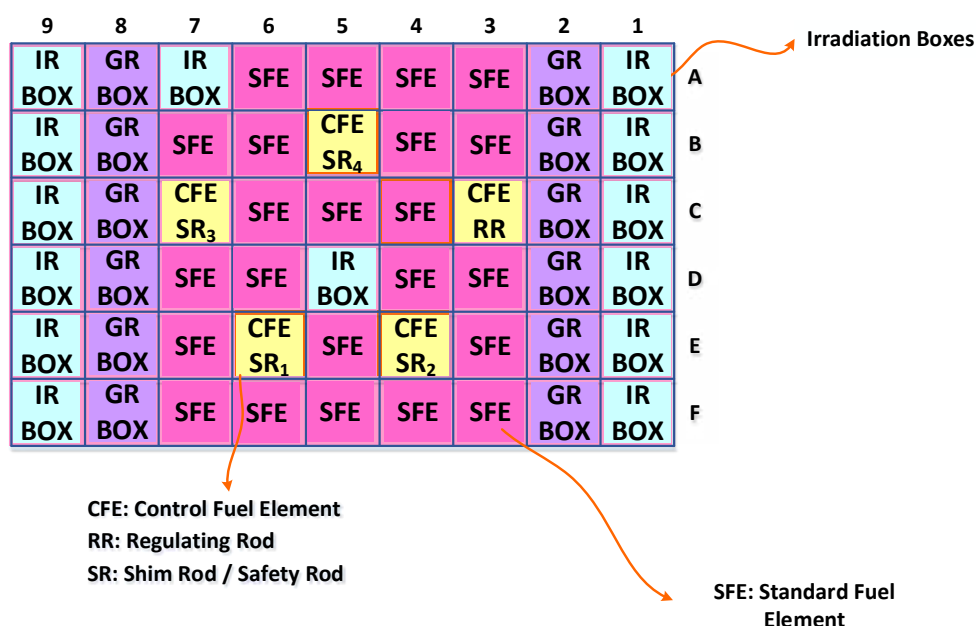 9 8 7 6 5 4 3 2 1
Irradiation Boxes
IR GR IR SFE SFE SFE SFE GR IR A
BOX BOX BOX BOX BOX
IR GR SFE SFE CFE SFE SFE GR IR B
BOX BOX SR₄ BOX BOX
IR GR CFE SFE SFE SFE CFE GR IR C
BOX BOX SR₃ RR BOX BOX
IR GR SFE SFE IR SFE SFE GR IR D
BOX BOX BOX BOX BOX
IR GR SFE CFE SFE CFE SFE GR IR E
BOX BOX SR₁ SR₂ BOX BOX
IR GR SFE SFE SFE SFE SFE GR IR F
BOX BOX BOX BOX
CFE: Control Fuel Element
RR: Regulating Rod
SR: Shim Rod / Safety Rod
SFE: Standard Fuel
Element